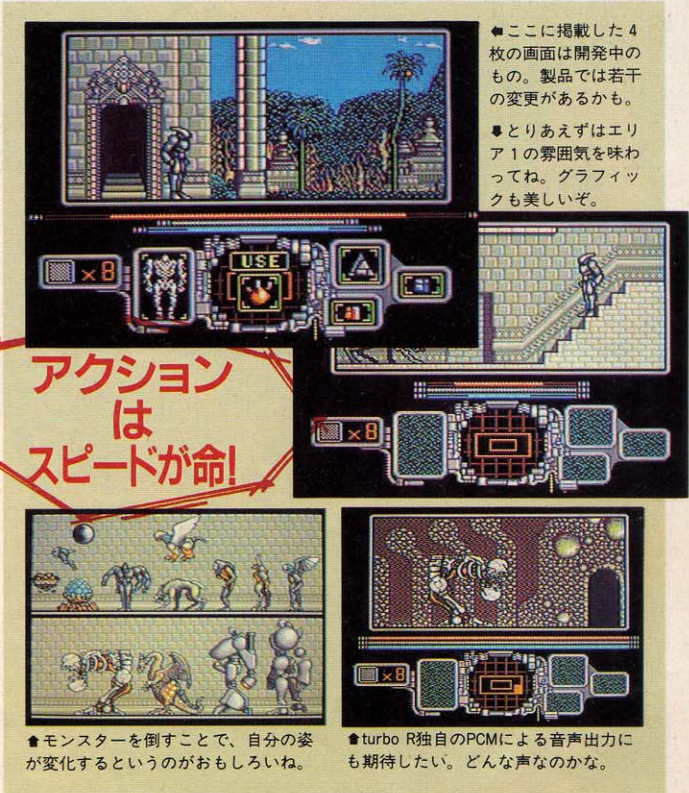 ⬅ここに掲載した4
枚の画面は開発中の
もの。製品では若干
の変更があるかも。
⬇とりあえずはエリ
ア1の雰囲気を味わ
ってね。グラフィッ
クも美しいぞ。
USE
×8
×8
アクション
は
スピードが命!
×8
⬆モンスターを倒すことで、自分の姿
が変化するというのがおもしろいね。
⬆turbo R独自のPCMによる音声出力に
も期待したい。どんな声なのかな。